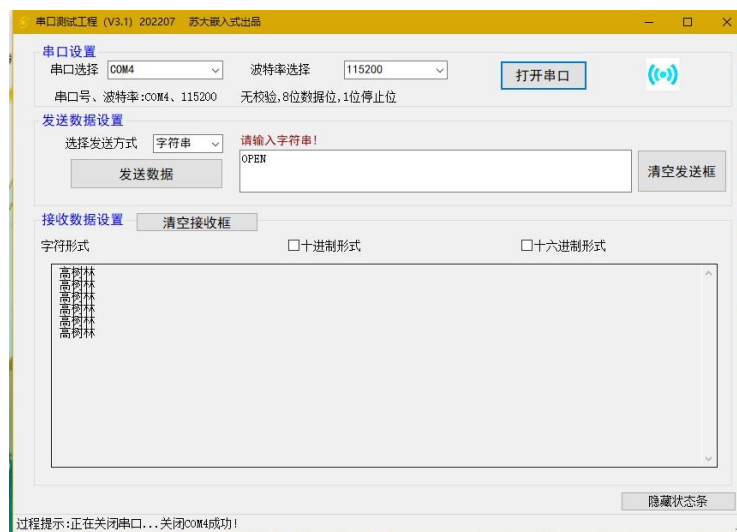 串口测试工程 (V3.1) 202207 苏大嵌入式出品
串口设置
串口选择 COM4 波特率选择 115200 打开串口
串口号、波特率:COM4、115200 无校验,8位数据位,1位停止位
发送数据设置
选择发送方式 字符串 请输入字符串!
OPEN
发送数据 清空发送框
接收数据设置 清空接收框
字符形式 十进制形式 十六进制形式
高树林
高树林
高树林
高树林
高树林
高树林
隐藏状态条
过程提示:正在关闭串口...关闭COM4成功!